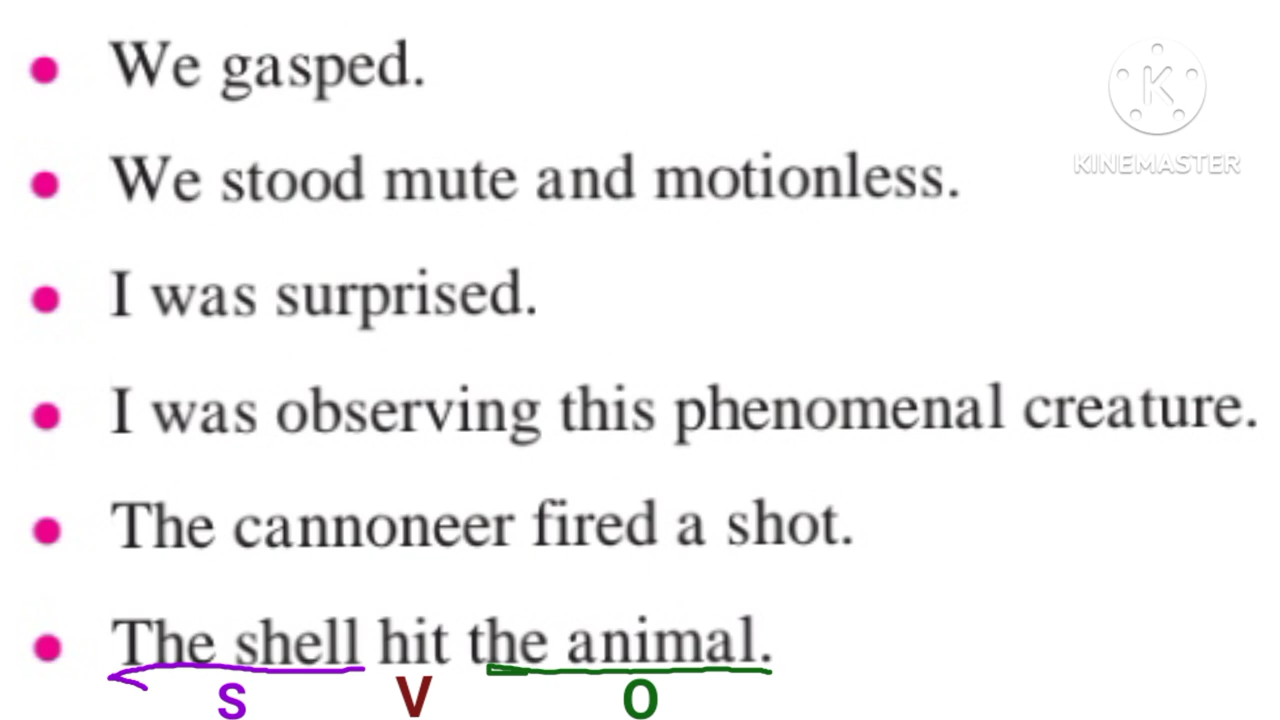 We gasped.
K
KINEMASTER
We stood mute and motionless.
I was surprised.
I was observing this phenomenal creature.
The cannoneer fired a shot.
The shell hit the animal.
S V O